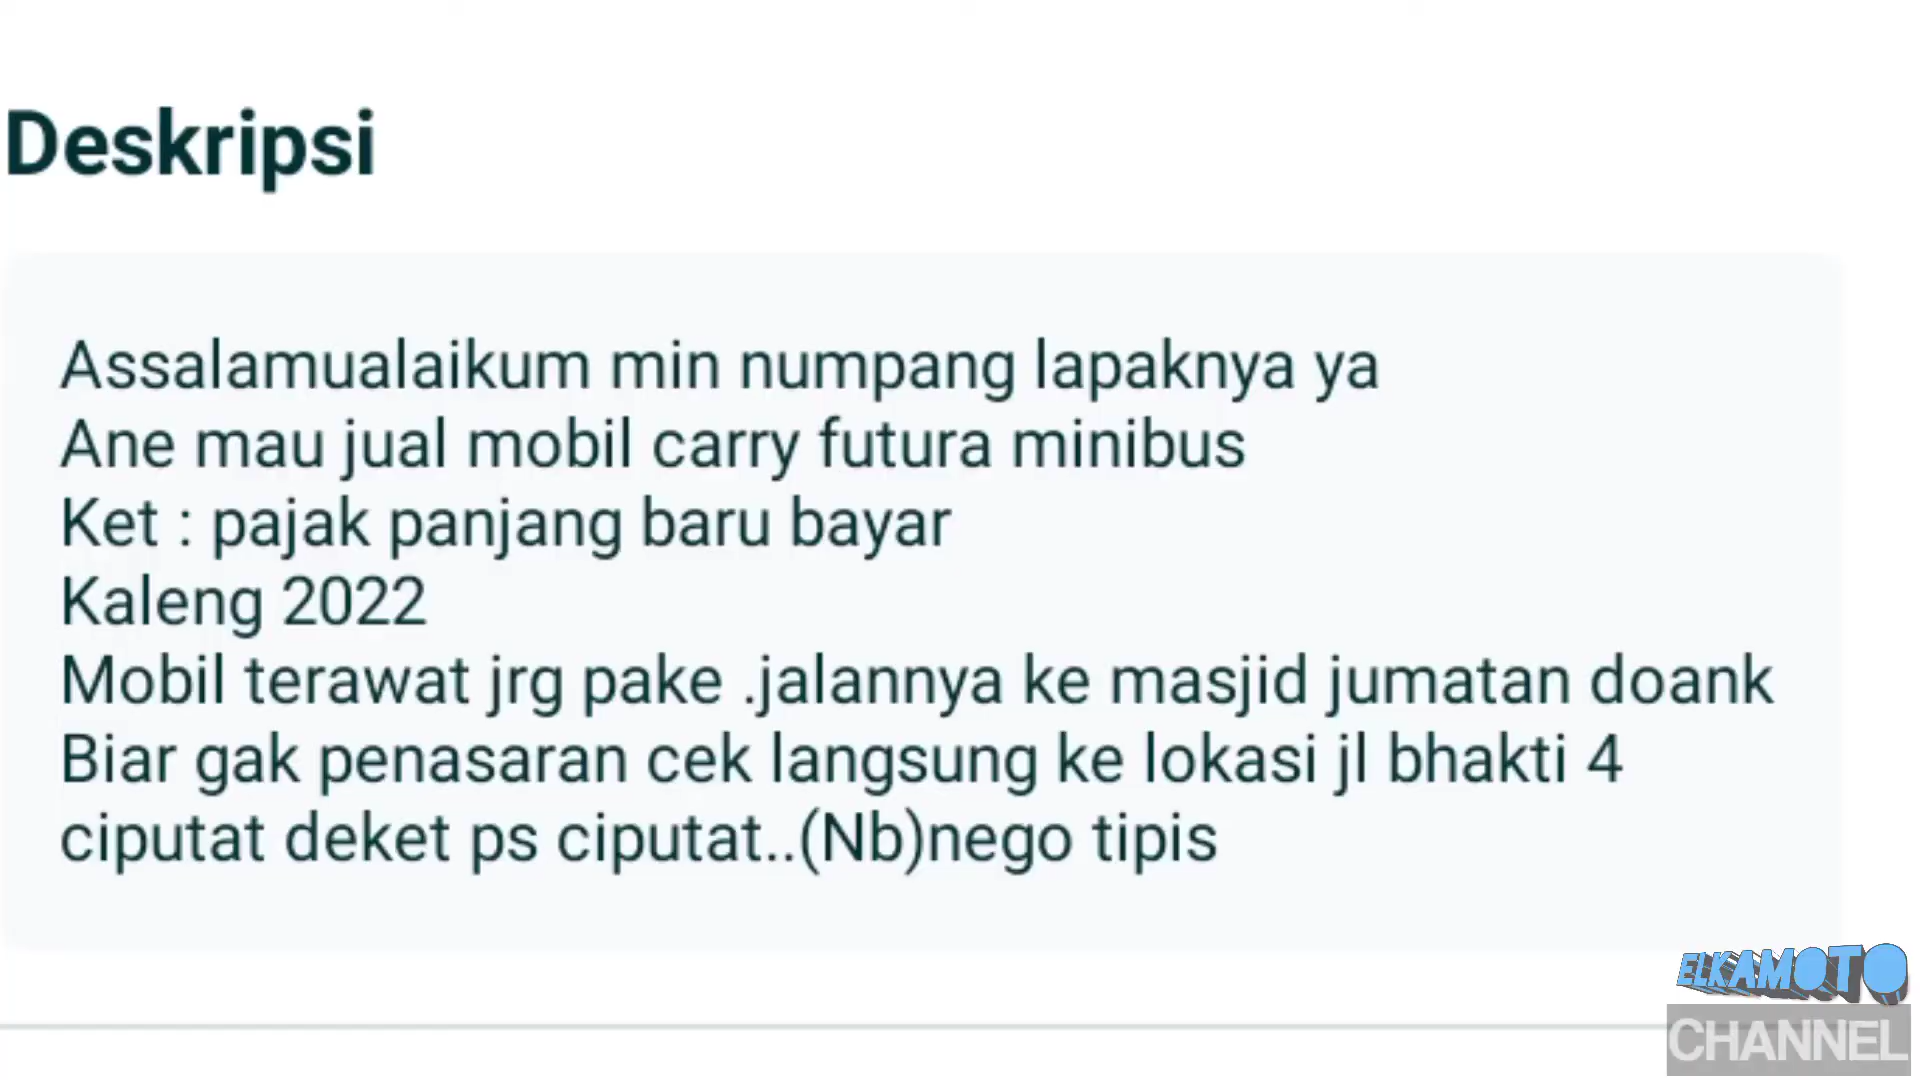 Deskripsi
Assalamualaikum min numpang lapaknya ya
Ane mau jual mobil carry futura minibus
Ket : pajak panjang baru bayar
Kaleng 2022
Mobil terawat jrg pake .jalannya ke masjid jumatan doank
Biar gak penasaran cek langsung ke lokasi jl bhakti 4
ciputat deket ps ciputat..(Nb)nego tipis
ELKAMOTO
CHANNEL